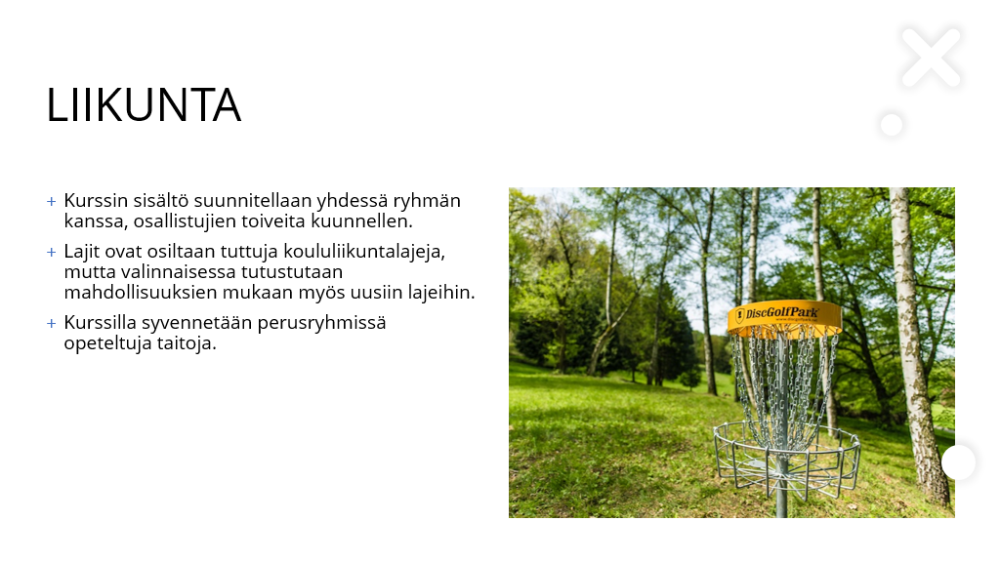 LIIKUNTA
+ Kurssin sisältö suunnitellaan yhdessä ryhmän
kanssa, osallistujien toiveita kuunnellen.
+ Lajit ovat osiltaan tuttuja koululiikuntalajeja,
mutta valinnaisessa tutustutaan
mahdollisuuksien mukaan myös uusiin lajeihin.
+ Kurssilla syvennetään perusryhmissä
opeteltuja taitoja.
DiscGolfPark